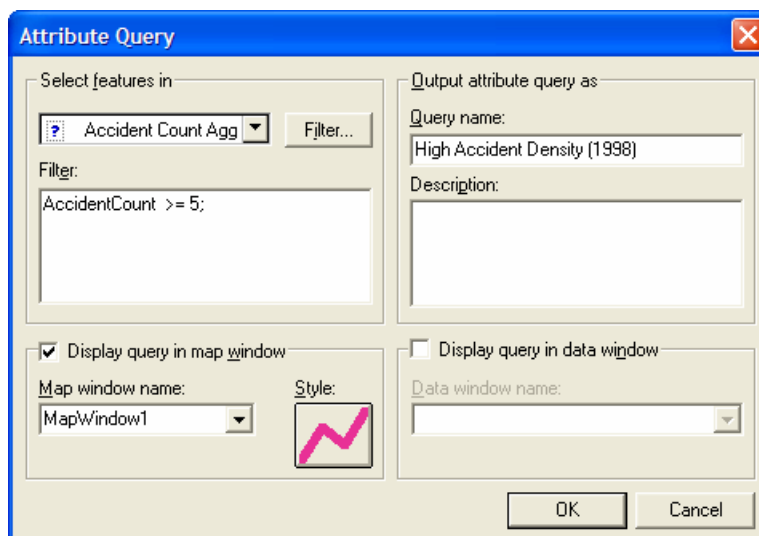 Attribute Query
Select features in
Accident Count Agg
Filter...
Filter:
AccidentCount >= 5;
Output attribute query as
Query name:
High Accident Density (1998)
Description:
Display query in map window
Map window name:
MapWindow1
Style:
Display query in data window
Data window name:
OK
Cancel